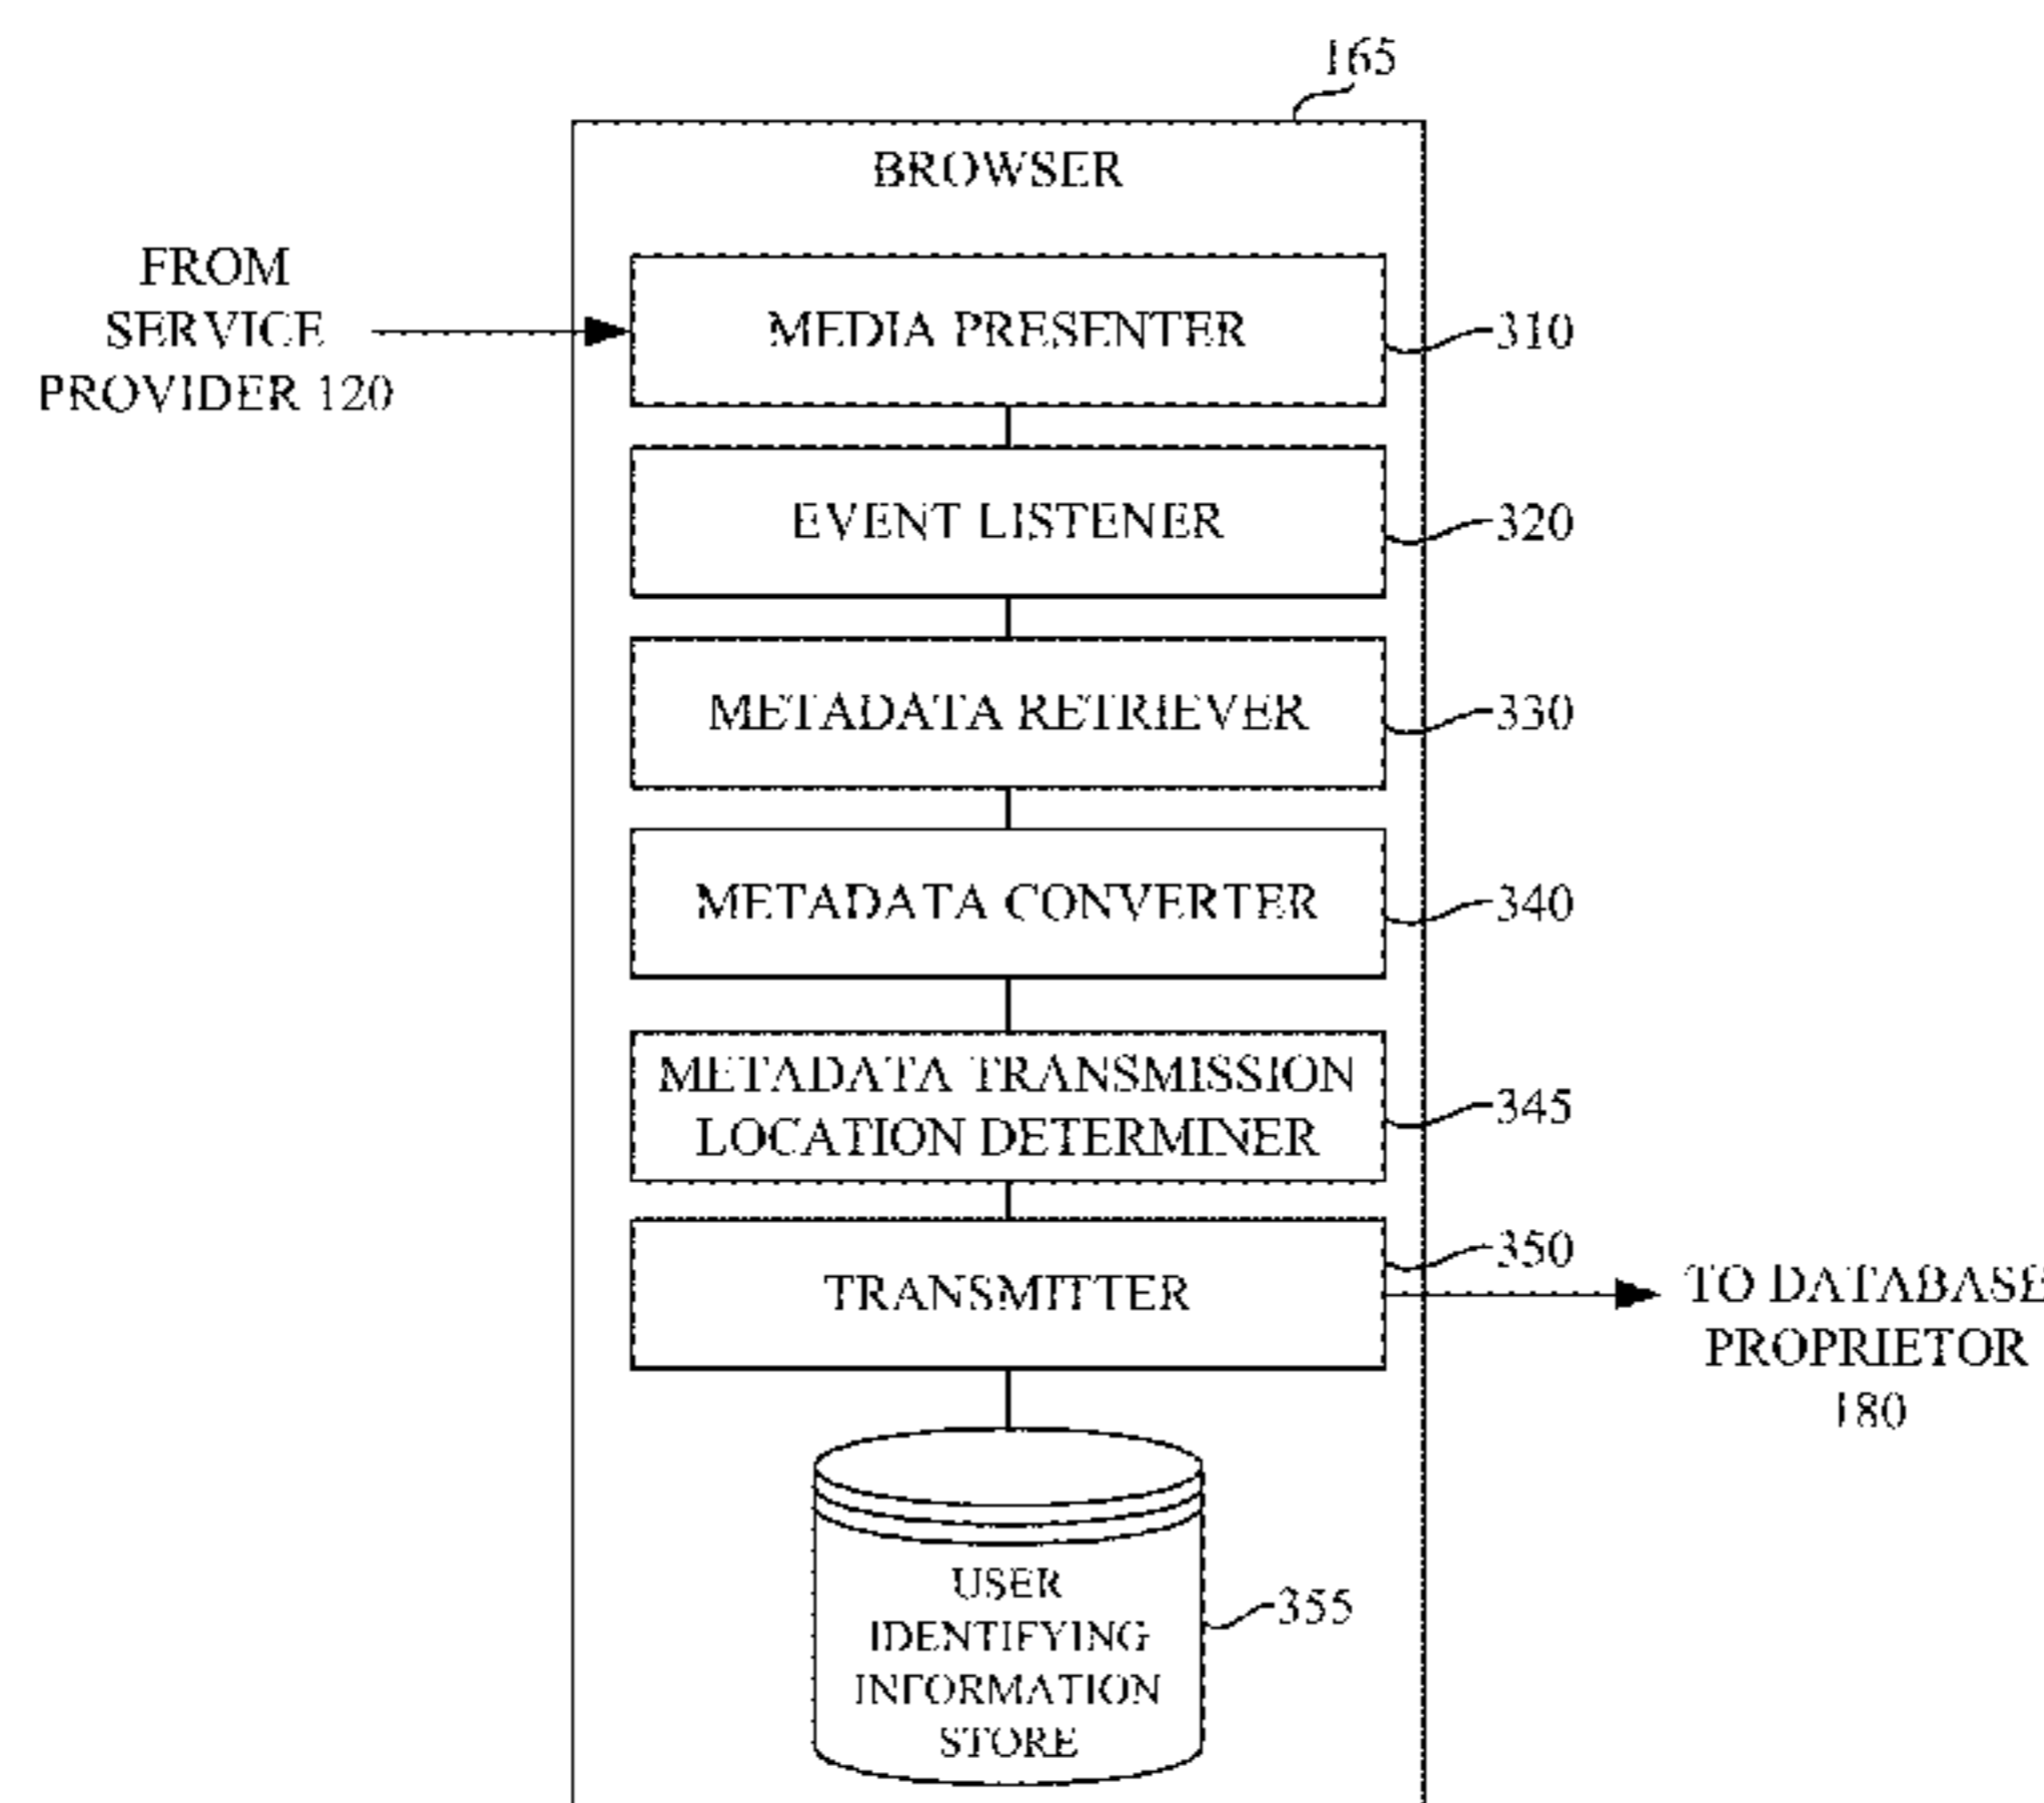 165
BROWSER
FROM
SERVICE
PROVIDER 120
MEDIA PRESENTER
310
EVENT LISTENER
320
METADATA RETRIEVER
330
METADATA CONVERTER
340
METADATA TRANSMISSION
LOCATION DETERMINER
345
TRANSMITTER
350
TO DATABASE
PROPRIETOR
180
USER
IDENTIFYING
INFORMATION
STORE
355